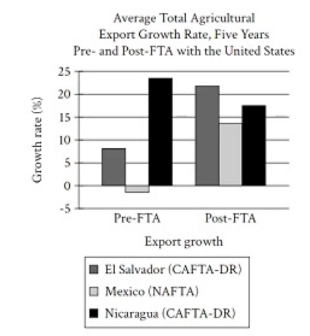 Average Total Agricultural
Export Growth Rate, Five Years
Pre- and Post-FTA with the United States
Growth rate (%)
25
20
15
10
5
0
-5
Pre-FTA Post-FTA
Export growth
El Salvador (CAFTA-DR)
Mexico (NAFTA)
Nicaragua (CAFTA-DR)